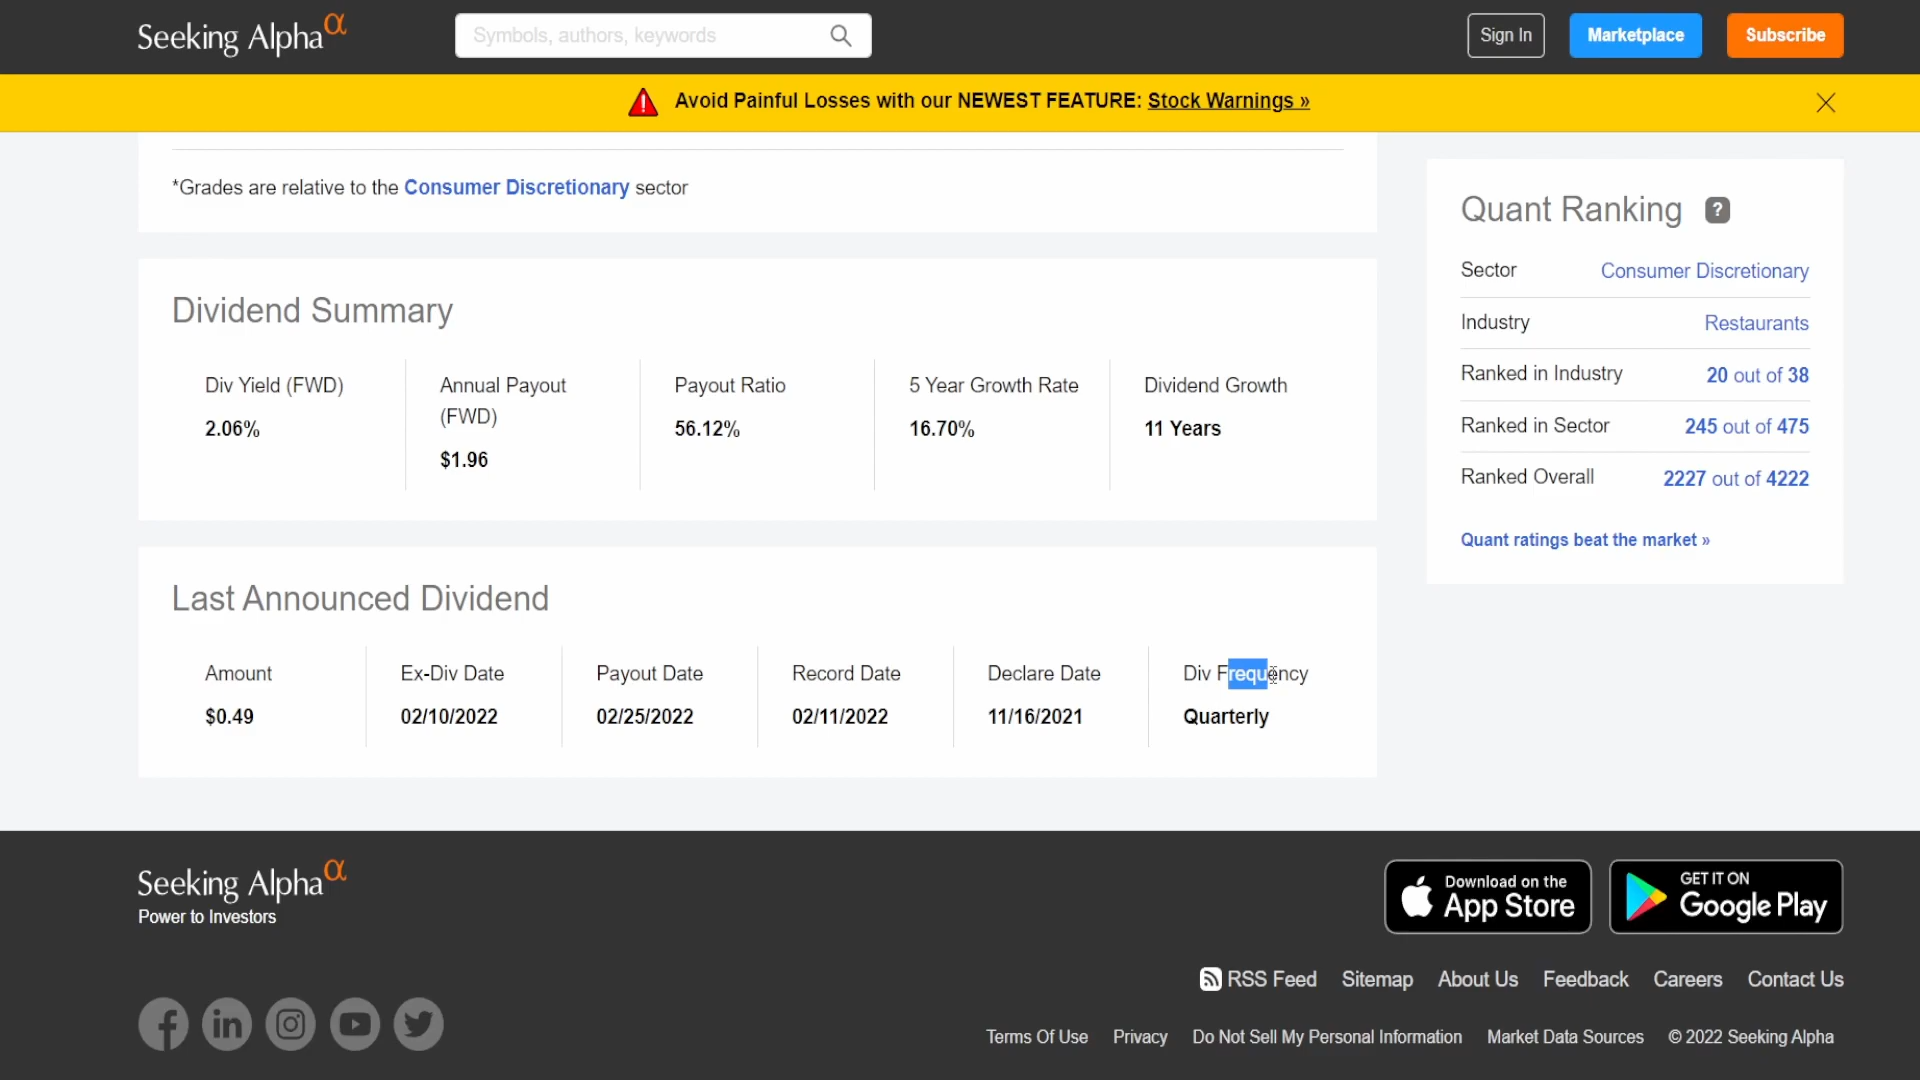 Seeking Alpha α
Symbols, authors, keywords
Sign In
Marketplace
Subscribe
Avoid Painful Losses with our NEWEST FEATURE: Stock Warnings »
*Grades are relative to the Consumer Discretionary sector
Dividend Summary
Div Yield (FWD)
2.06%
Annual Payout
(FWD)
$1.96
Payout Ratio
56.12%
5 Year Growth Rate
16.70%
Dividend Growth
11 Years
Last Announced Dividend
Amount
$0.49
Ex-Div Date
02/10/2022
Payout Date
02/25/2022
Record Date
02/11/2022
Declare Date
11/16/2021
Div Frequency
Quarterly
Quant Ranking ?
Sector Consumer Discretionary
Industry Restaurants
Ranked in Industry 20 out of 38
Ranked in Sector 245 out of 475
Ranked Overall 2227 out of 4222
Quant ratings beat the market »
Seeking Alpha α
Power to Investors
Download on the
App Store
GET IT ON
Google Play
RSS Feed Sitemap About Us Feedback Careers Contact Us
Terms Of Use Privacy Do Not Sell My Personal Information Market Data Sources © 2022 Seeking Alpha